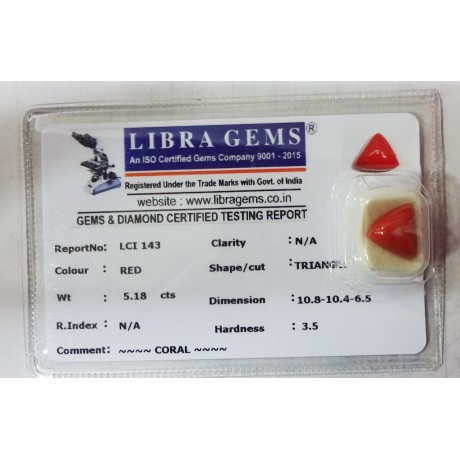 LIBRA GEMS ®
An ISO Certified Gems Company 9001 - 2015
Registered Under the Trade Marks with Govt. of India
website : www.libragems.co.in
GEMS & DIAMOND CERTIFIED TESTING REPORT
ReportNo: LCI 143 Clarity : N/A
Colour : RED Shape/cut : TRIANGL
Wt : 5.18 cts Dimension : 10.8-10.4-6.5
R.Index : N/A Hardness : 3.5
Comment: ~~~~ CORAL ~~~~